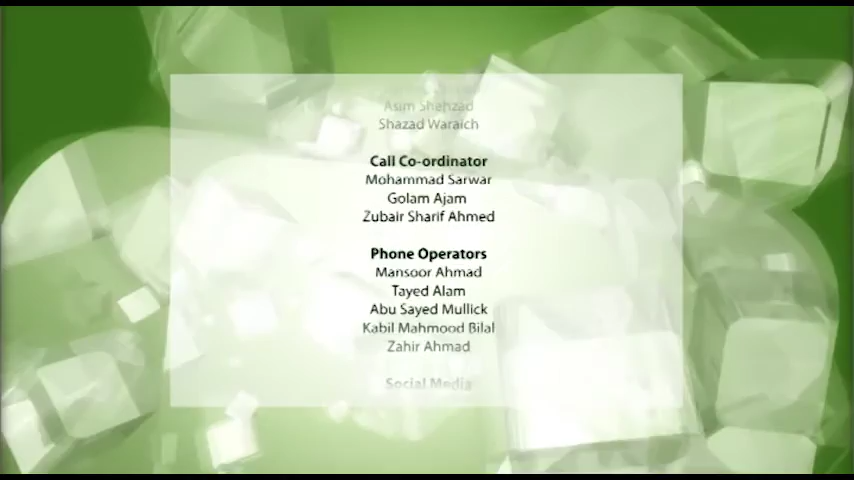 Asim Shehzad
Shazad Waraich
Call Co-ordinator
Mohammad Sarwar
Golam Ajam
Zubair Sharif Ahmed
Phone Operators
Mansoor Ahmad
Tayed Alam
Abu Sayed Mullick
Kabil Mahmood Bilal
Zahir Ahmad
Social Media